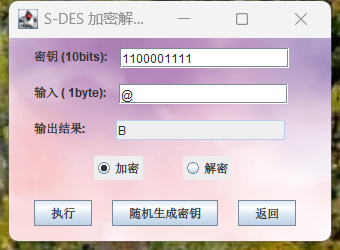 S-DES 加密解...
密钥 (10bits): 1100001111
输入 ( 1byte): @
输出结果: B
加密 解密
执行 随机生成密钥 返回